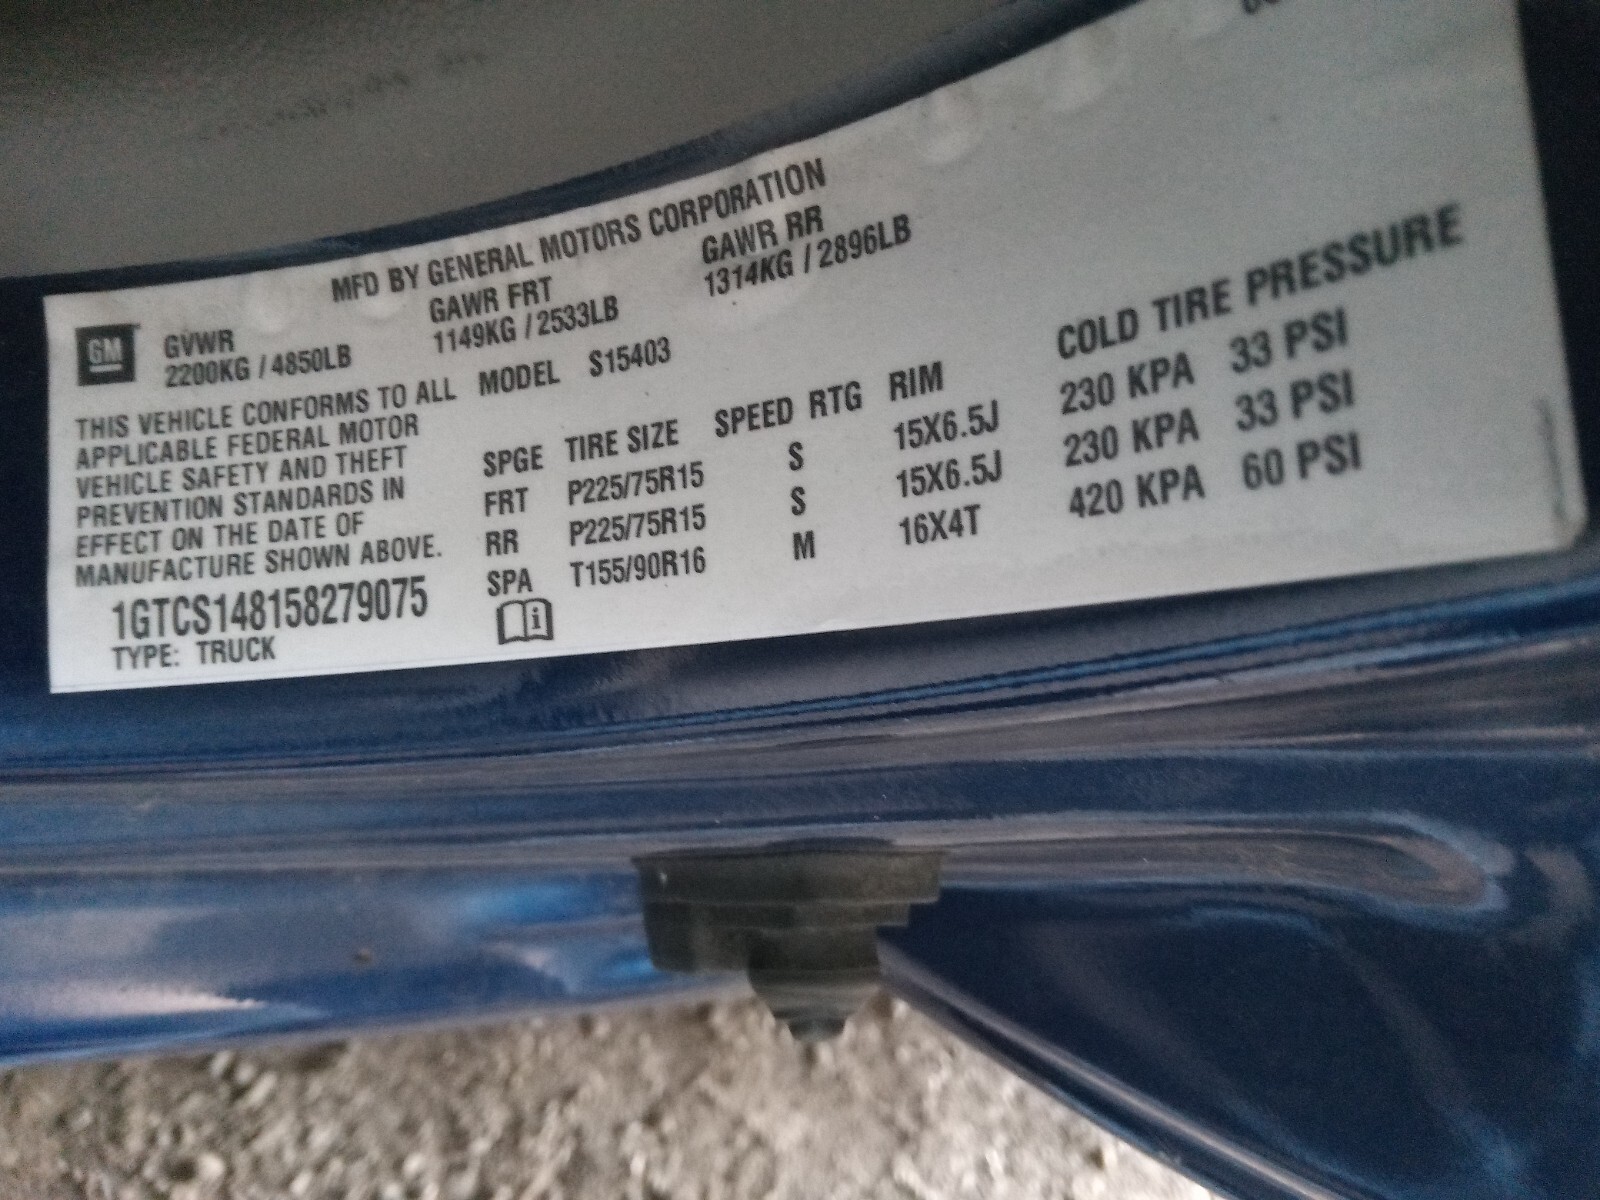 MFD BY GENERAL MOTORS CORPORATION
GM GVWR GAWR FRT GAWR RR
2200KG / 4850LB 1149KG / 2533LB 1314KG / 2896LB
THIS VEHICLE CONFORMS TO ALL
APPLICABLE FEDERAL MOTOR
VEHICLE SAFETY AND THEFT
PREVENTION STANDARDS IN
EFFECT ON THE DATE OF
MANUFACTURE SHOWN ABOVE.
1GTCS148158279075
TYPE: TRUCK
MODEL S15403
SPGE TIRE SIZE SPEED RTG RIM COLD TIRE PRESSURE
FRT P225/75R15 S 15X6.5J 230 KPA 33 PSI
RR P225/75R15 S 15X6.5J 230 KPA 33 PSI
SPA T155/90R16 M 16X4T 420 KPA 60 PSI